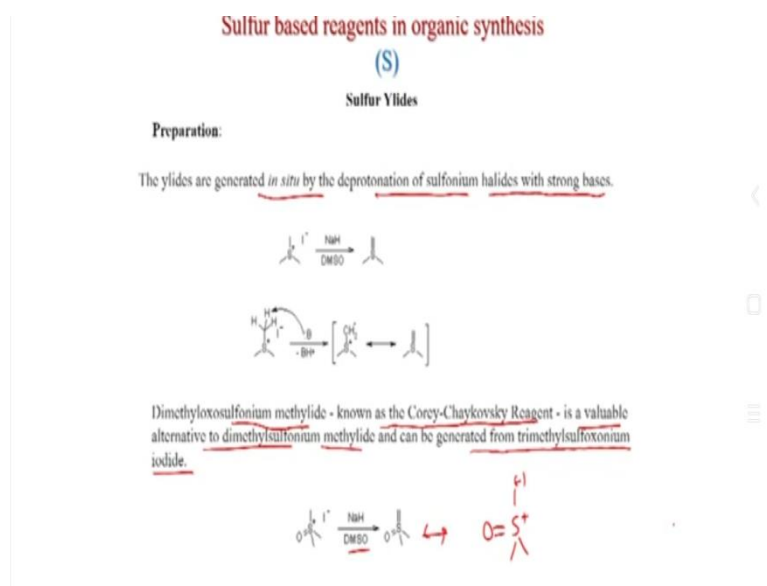 Sulfur based reagents in organic synthesis
(S)
Sulfur Ylides
Preparation:
The ylides are generated in situ by the deprotonation of sulfonium halides with strong bases.
I⁻ NaH
DMSO
H H H
I⁻ B CH₂⁻
- BH⁺
Dimethyloxosulfonium methylide - known as the Corey-Chaykovsky Reagent - is a valuable
alternative to dimethylsulfonium methylide and can be generated from trimethylsulfoxonium
iodide.
(-)
I⁻ NaH
O=S⁺
DMSO